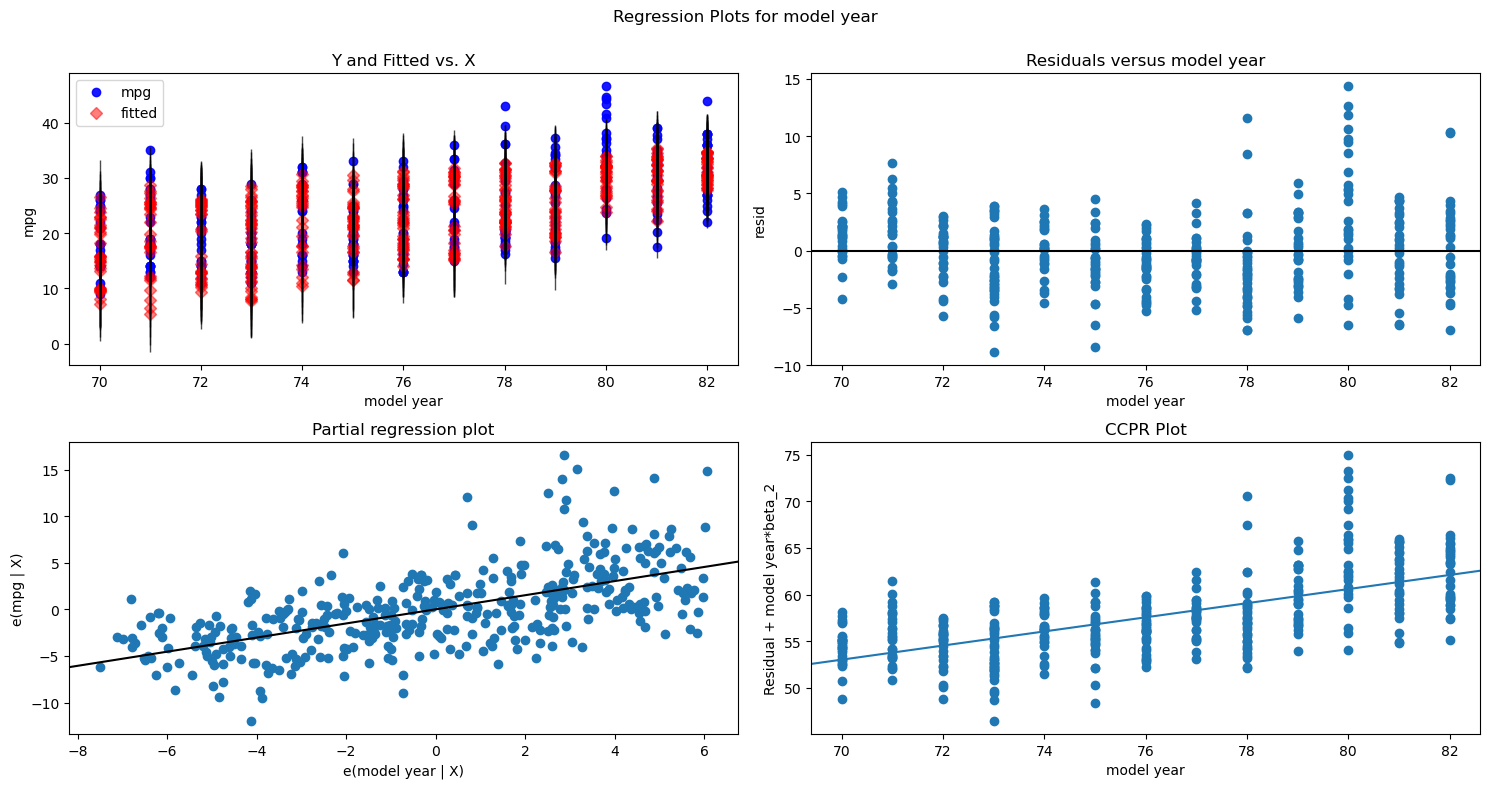 Regression Plots for model year
Y and Fitted vs. X
mpg
fitted
40
30
20
10
0
mpg
70 72 74 76 78 80 82
model year
Residuals versus model year
15
10
5
0
−5
−10
resid
70 72 74 76 78 80 82
model year
Partial regression plot
15
10
5
0
−5
−10
e(mpg | X)
−8 −6 −4 −2 0 2 4 6
e(model year | X)
CCPR Plot
75
70
65
60
55
50
Residual + model year*beta_2
70 72 74 76 78 80 82
model year